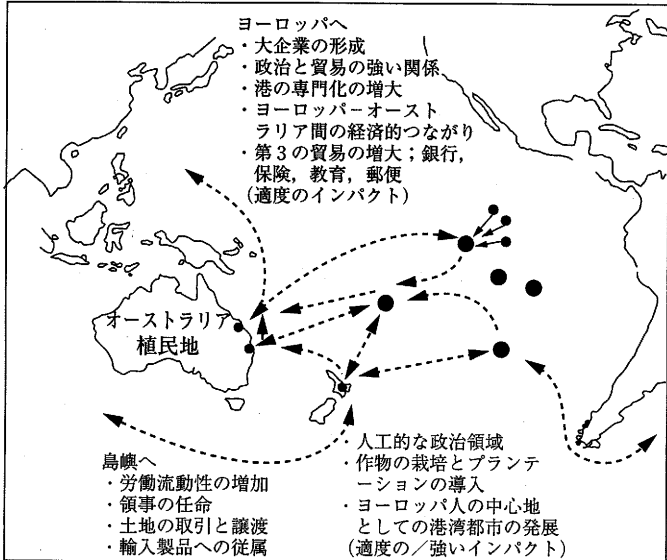 ヨーロッパへ
・大企業の形成
・政治と貿易の強い関係
・港の専門化の増大
・ヨーロッパ−オースト
ラリア間の経済的つながり
・第3の貿易の増大；銀行，
保険，教育，郵便
(適度のインパクト)
オーストラリア
植民地
島嶼へ
・労働流動性の増加
・領事の任命
・土地の取引と譲渡
・輸入製品への従属
・人工的な政治領域
・作物の栽培とプランテ
ーションの導入
・ヨーロッパ人の中心地
としての港湾都市の発展
(適度の／強いインパクト)